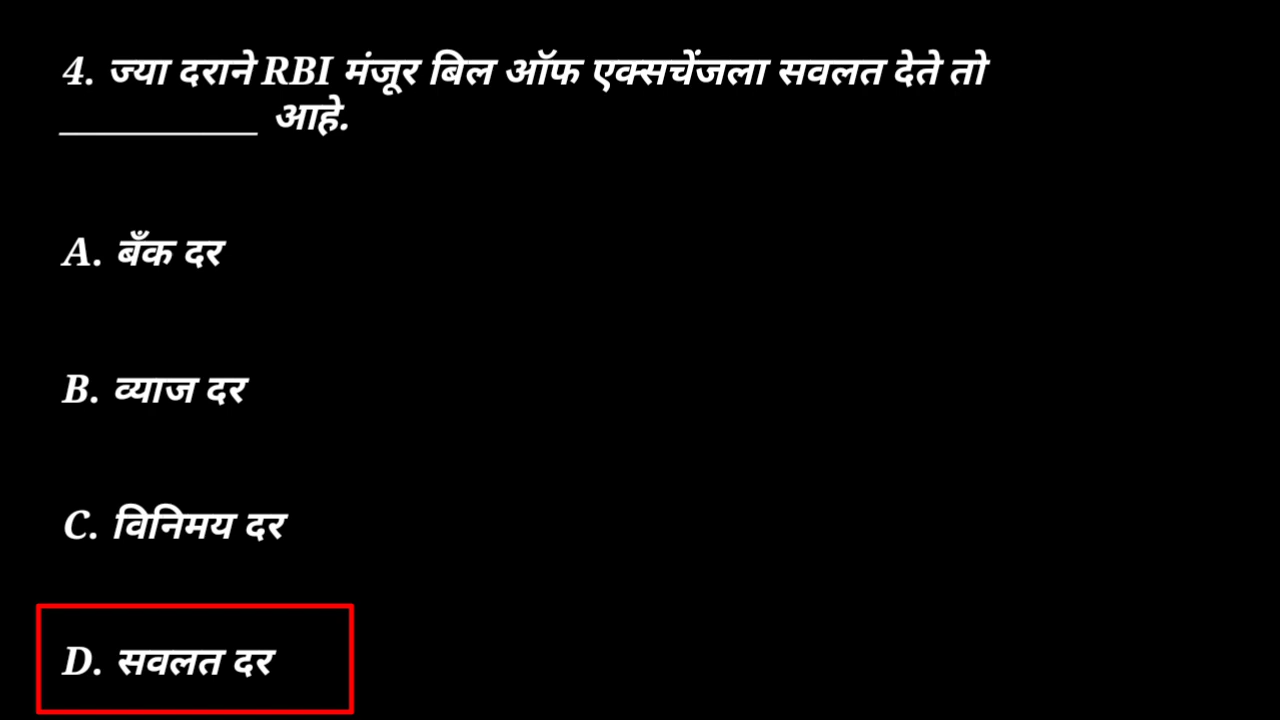 4. ज्या दराने RBI मंजूर बिल ऑफ एक्सचेंजला सवलत देते तो
__________ आहे.
A. बँक दर
B. व्याज दर
C. विनिमय दर
D. सवलत दर